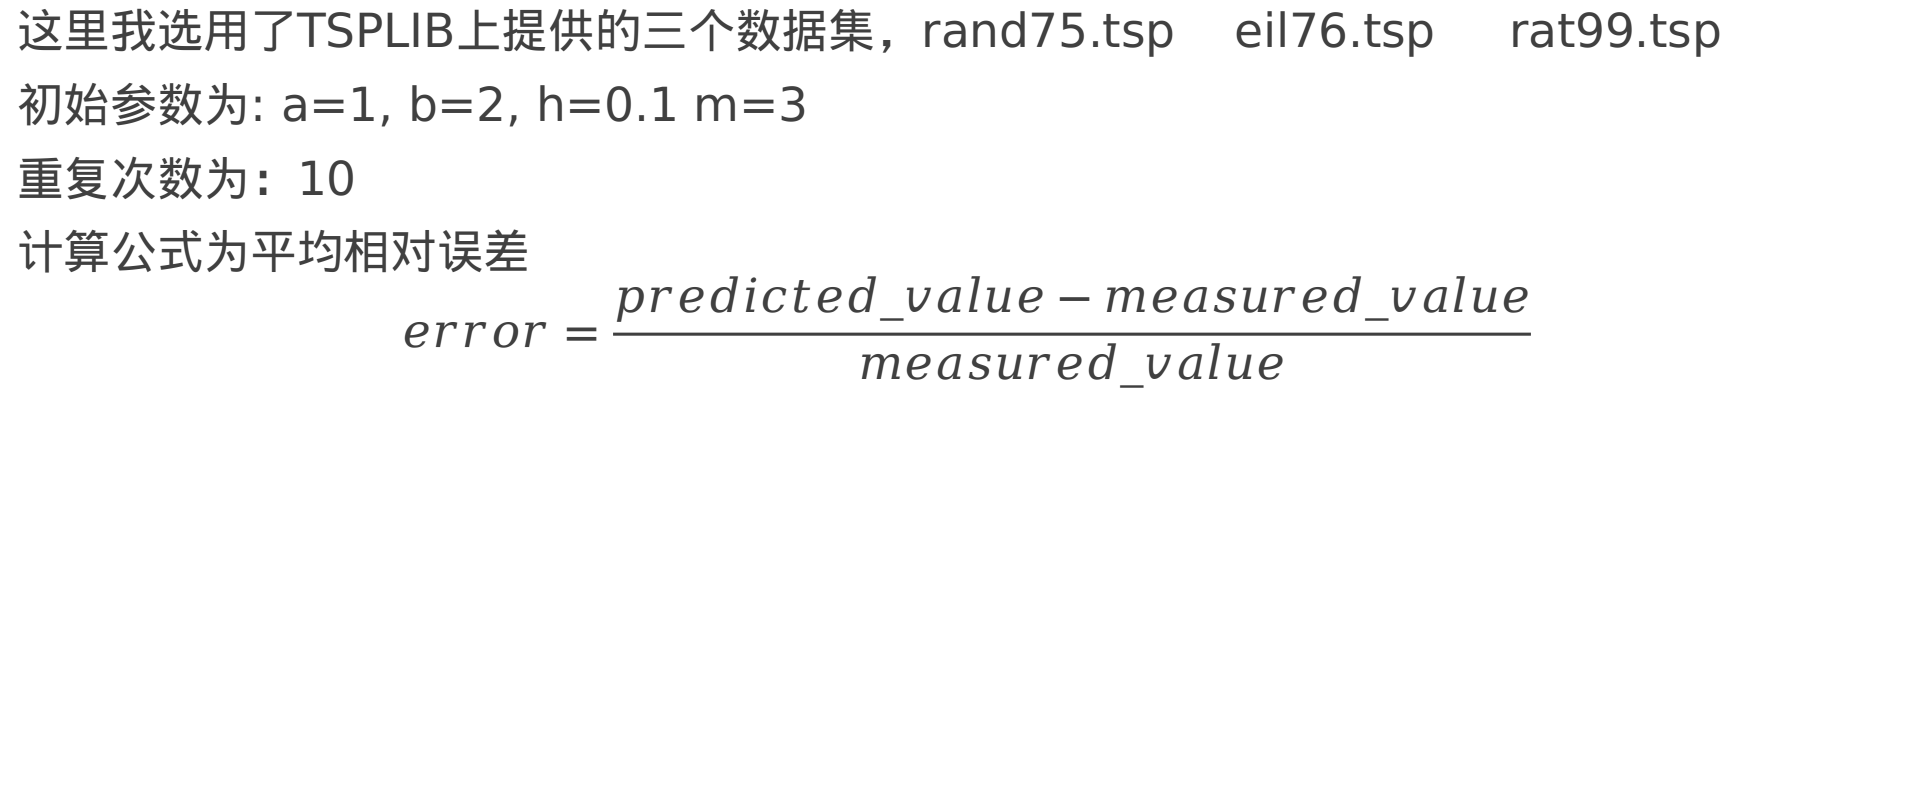 这里我选用了TSPLIB上提供的三个数据集，rand75.tsp eil76.tsp rat99.tsp
初始参数为: a=1, b=2, h=0.1 m=3
重复次数为：10
计算公式为平均相对误差
error = \frac{predicted_value − measured_value}{measured_value}